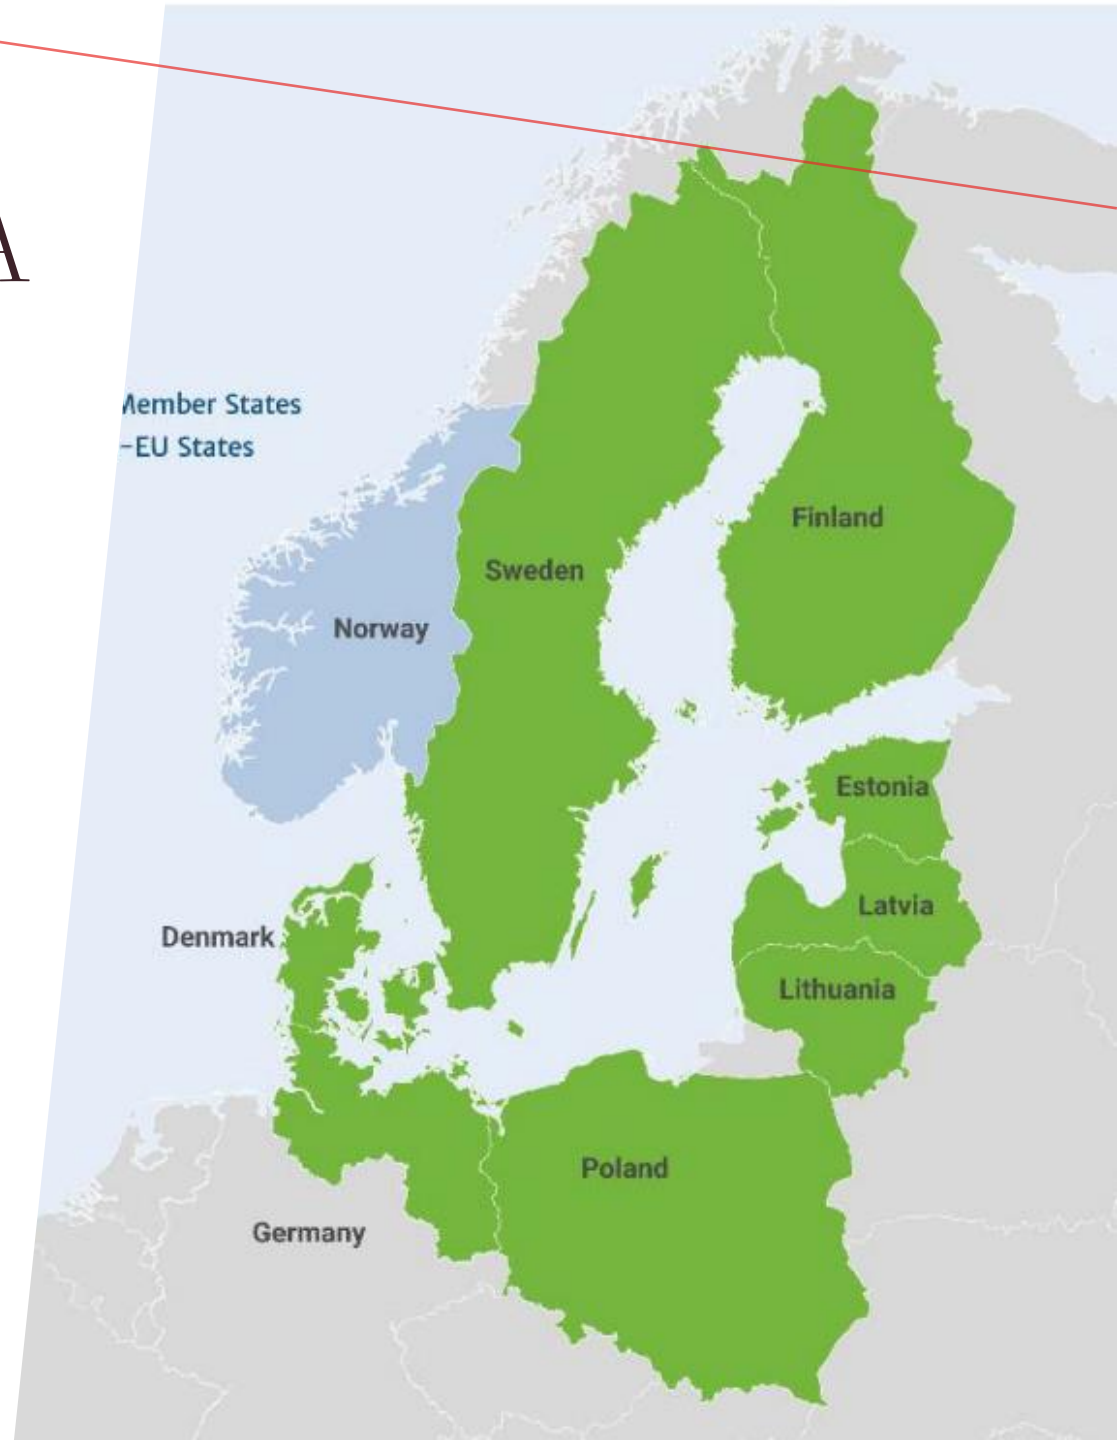 A
Member States
-EU States
Finland
Sweden
Norway
Estonia
Latvia
Denmark
Lithuania
Poland
Germany